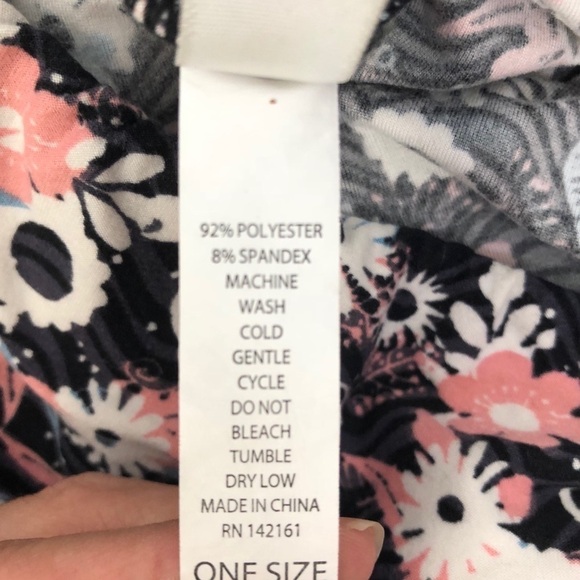 92% POLYESTER
8% SPANDEX
MACHINE
WASH
COLD
GENTLE
CYCLE
DO NOT
BLEACH
TUMBLE
DRY LOW
MADE IN CHINA
RN 142161
ONE SIZE